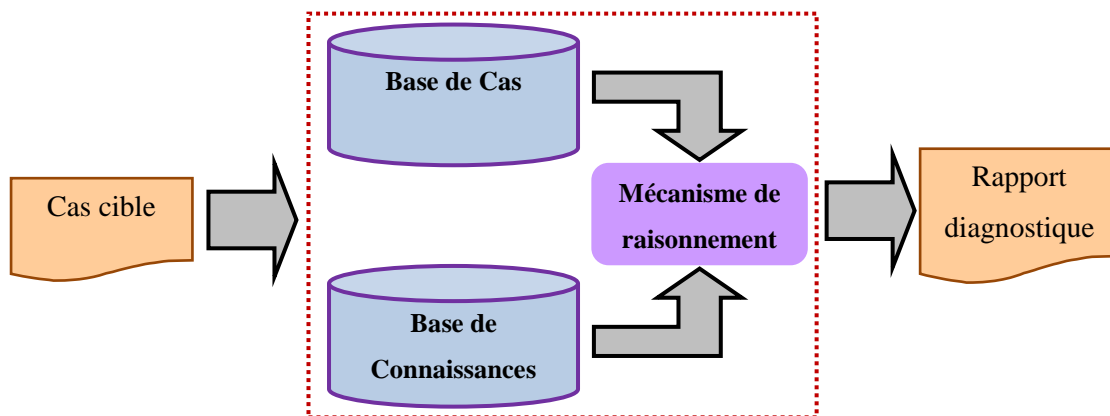 Cas cible
Base de Cas
Base de
Connaissances
Mécanisme de
raisonnement
Rapport
diagnostique